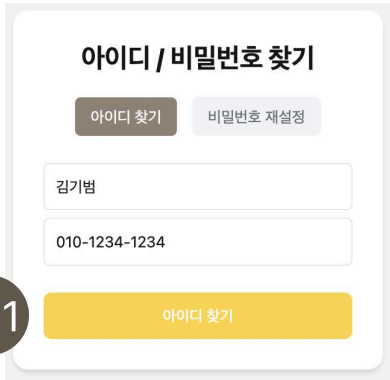 아이디 / 비밀번호 찾기
아이디 찾기 비밀번호 재설정
김기범
010-1234-1234
1
아이디 찾기